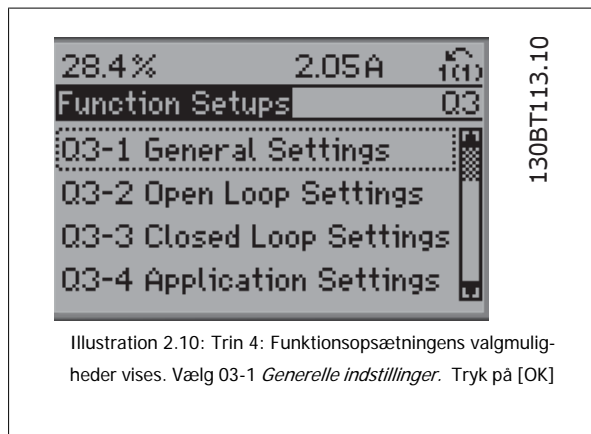 28.4% 2.05A 1(1)
Function Setups Q3
Q3-1 General Settings
Q3-2 Open Loop Settings
Q3-3 Closed Loop Settings
Q3-4 Application Settings
130BT113.10
Illustration 2.10: Trin 4: Funktionsopsætningens valgmulig-
heder vises. Vælg 03-1 Generelle indstillinger. Tryk på [OK]